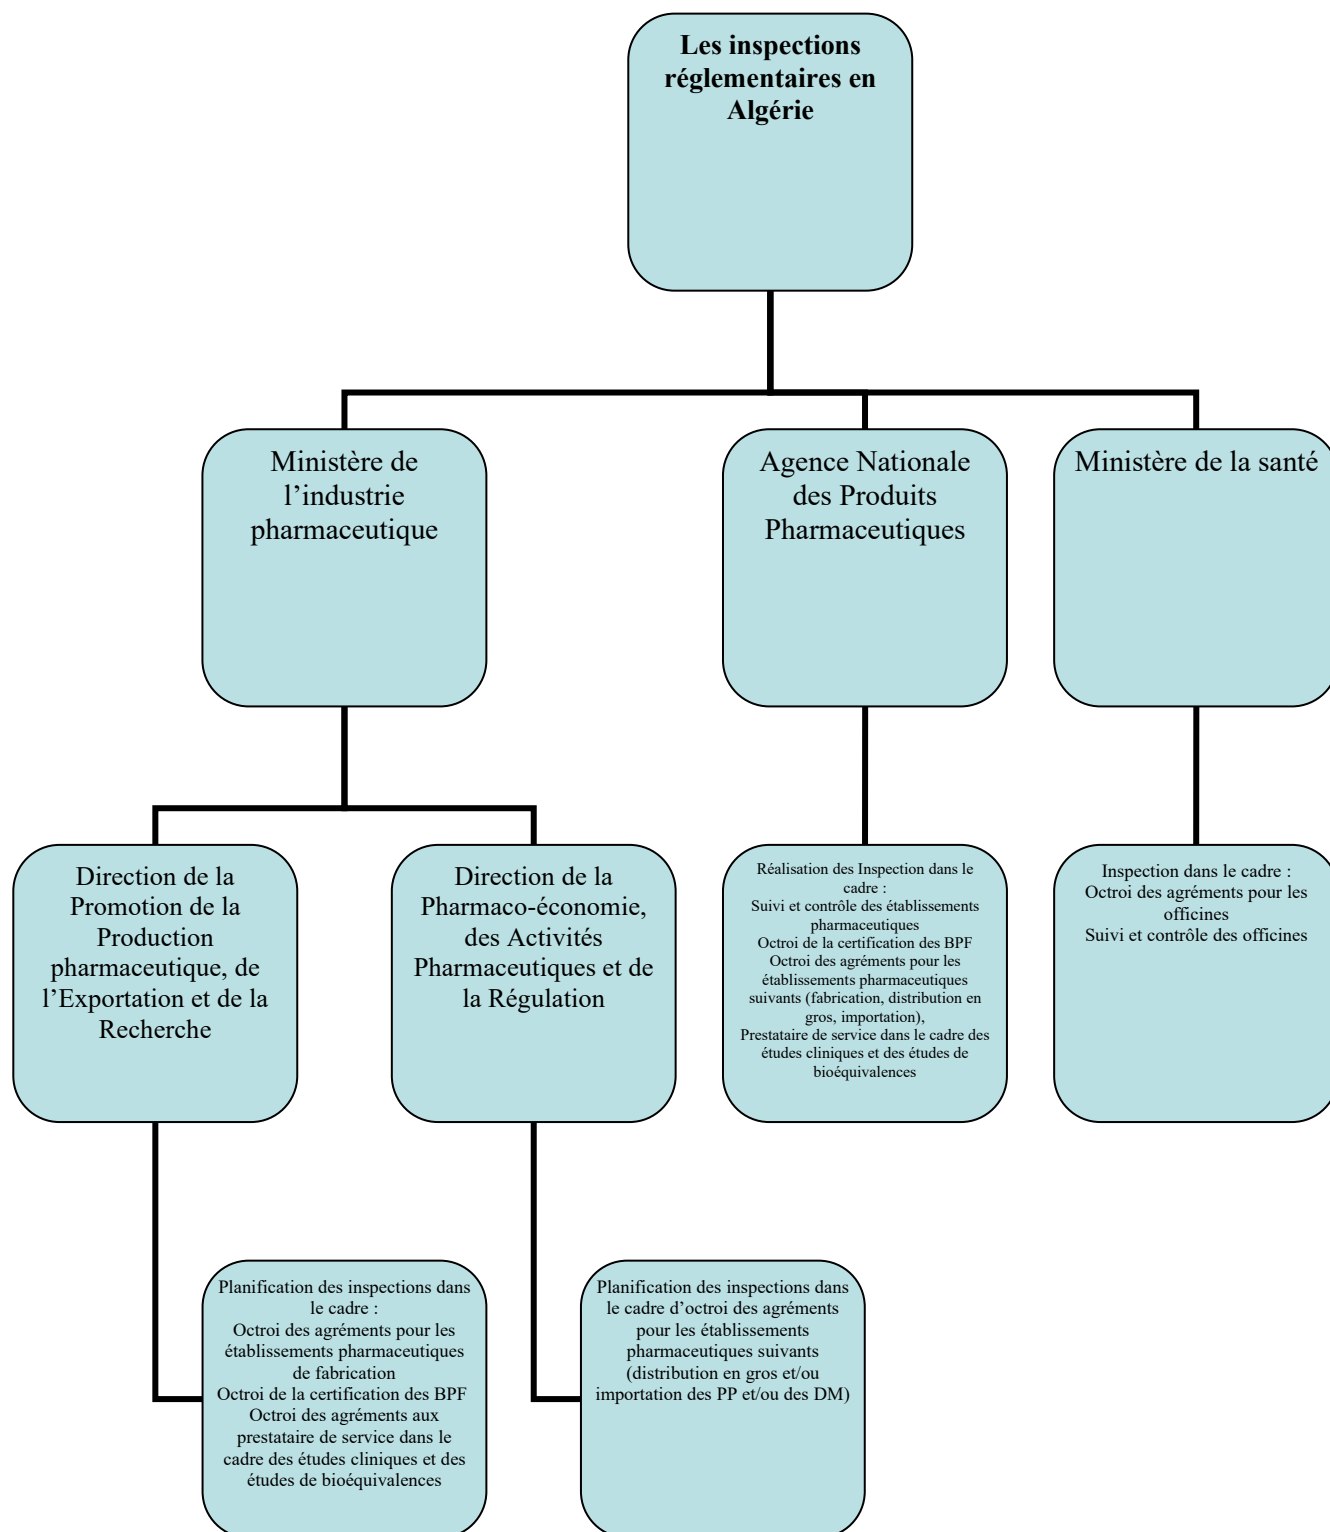 Les inspections
réglementaires en
Algérie
Ministère de
l’industrie
pharmaceutique
Agence Nationale
des Produits
Pharmaceutiques
Ministère de la santé
Direction de la
Promotion de la
Production
pharmaceutique, de
l’Exportation et de la
Recherche
Direction de la
Pharmaco-économie,
des Activités
Pharmaceutiques et de
la Régulation
Réalisation des Inspection dans le
cadre :
Suivi et contrôle des établissements
pharmaceutiques
Octroi de la certification des BPF
Octroi des agréments pour les
établissements pharmaceutiques
suivants (fabrication, distribution en
gros, importation),
Prestataire de service dans le cadre des
études cliniques et des études de
bioéquivalences
Inspection dans le cadre :
Octroi des agréments pour les
officines
Suivi et contrôle des officines
Planification des inspections dans
le cadre :
Octroi des agréments pour les
établissements pharmaceutiques
de fabrication
Octroi de la certification des BPF
Octroi des agréments aux
prestataire de service dans le
cadre des études cliniques et des
études de bioéquivalences
Planification des inspections dans
le cadre d’octroi des agréments
pour les établissements
pharmaceutiques suivants
(distribution en gros et/ou
importation des PP et/ou des DM)